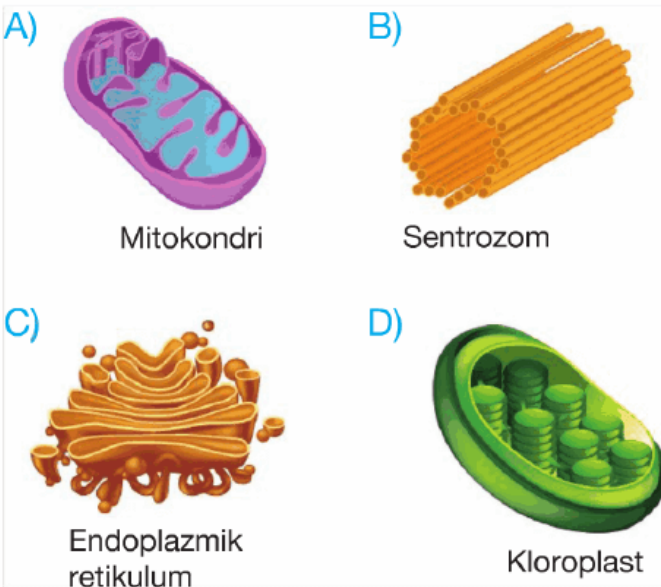 A)
B)
Mitokondri
Sentrozom
C)
D)
Endoplazmik
retikulum
Kloroplast